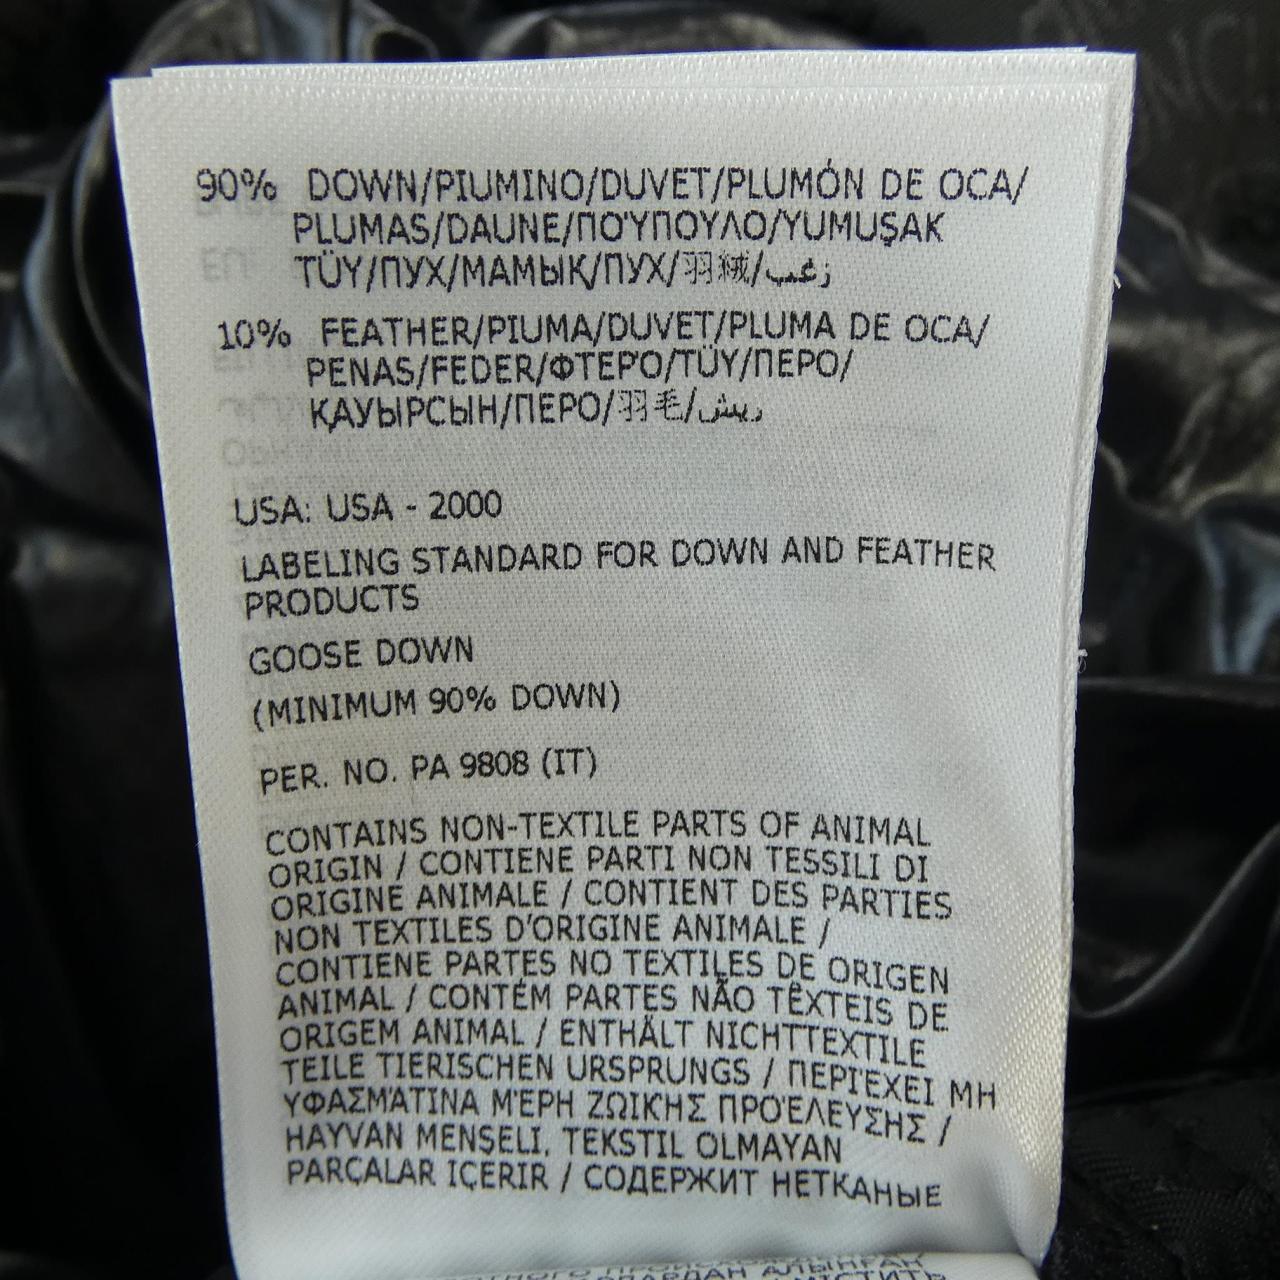 90% DOWN/PIUMINO/DUVET/PLUMÓN DE OCA/
PLUMAS/DAUNE/ΠΟΎΠΟΥΛΟ/YUMUŞAK
TÜY/ПУХ/МАМЫҚ/ПУХ/羽絨/زغب
10% FEATHER/PIUMA/DUVET/PLUMA DE OCA/
PENAS/FEDER/ΦΤΕΡΌ/TÜY/ПЕРО/
ҚАУЫРСЫН/ПЕРО/羽毛/ريش
USA: USA - 2000
LABELING STANDARD FOR DOWN AND FEATHER
PRODUCTS
GOOSE DOWN
(MINIMUM 90% DOWN)
PER. NO. PA 9808 (IT)
CONTAINS NON-TEXTILE PARTS OF ANIMAL
ORIGIN / CONTIENE PARTI NON TESSILI DI
ORIGINE ANIMALE / CONTIENT DES PARTIES
NON TEXTILES D'ORIGINE ANIMALE /
CONTIENE PARTES NO TEXTILES DE ORIGEN
ANIMAL / CONTÉM PARTES NÃO TÊXTEIS DE
ORIGEM ANIMAL / ENTHÄLT NICHTTEXTILE
TEILE TIERISCHEN URSPRUNGS / ΠΕΡΙΈΧΕΙ ΜΗ
ΥΦΑΣΜΆΤΙΝΑ ΜΈΡΗ ΖΩΙΚΗΣ ΠΡΟΈΛΕΥΣΗΣ /
HAYVAN MENŞELI, TEKSTIL OLMAYAN
PARÇALAR IÇERIR / СОДЕРЖИТ НЕТКАНЫЕ